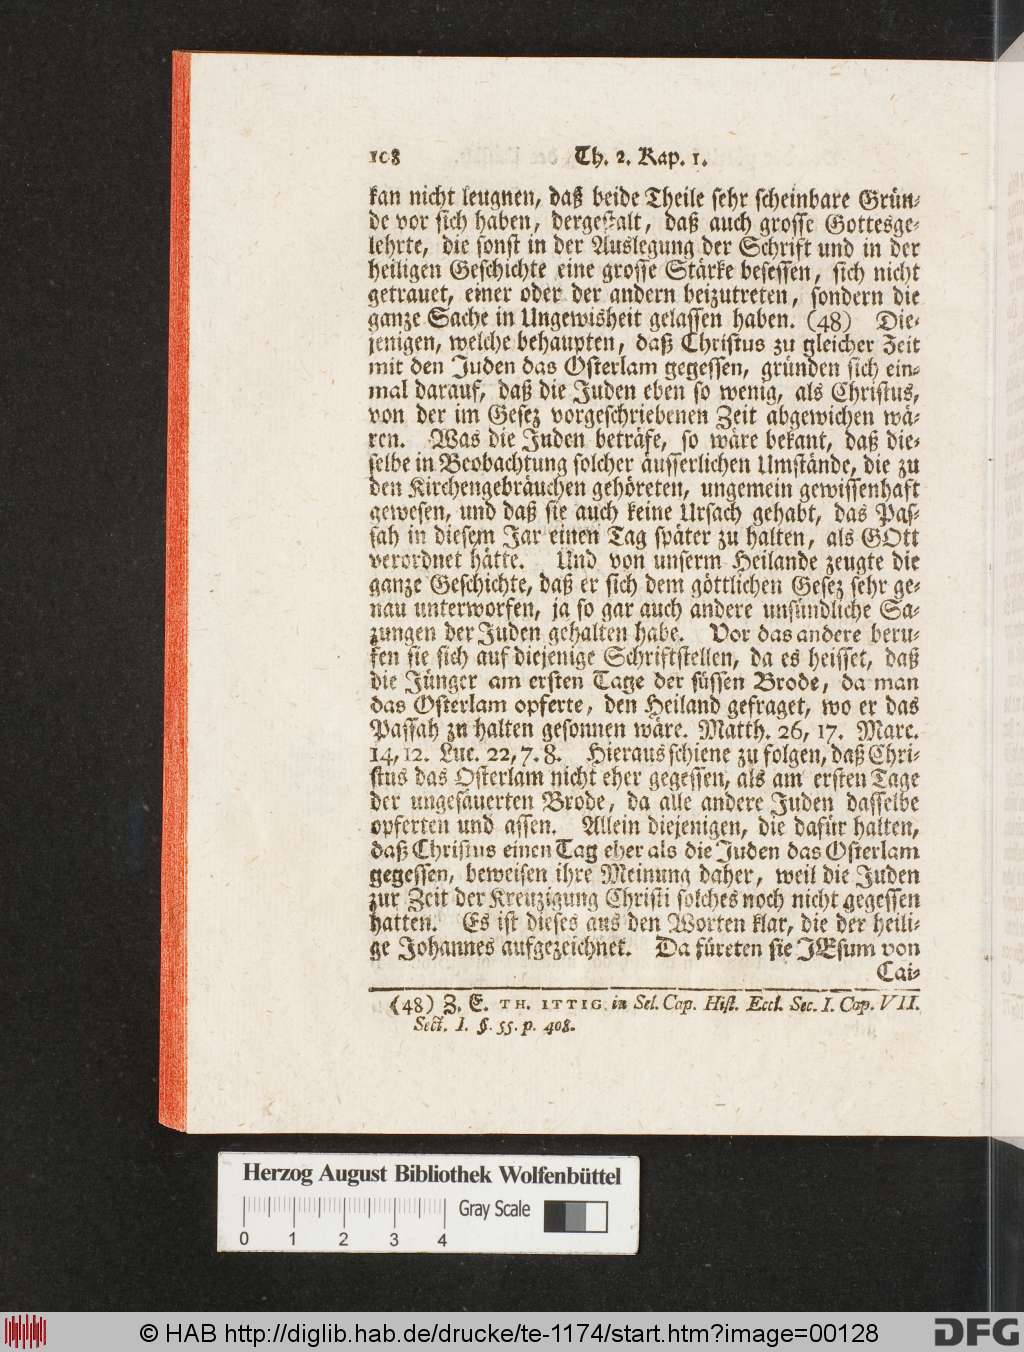 108 Th. 2. Kap. 1.
kan nicht leugnen, daß beide Theile sehr scheinbare Grün-
de vor sich haben, dergestalt, daß auch grosse Gottesge-
lehrte, die sonst in der Auslegung der Schrift und in der
heiligen Geschichte eine grosse Stärke besessen, sich nicht
getrauet, einer oder der andern beizutreten, sondern die
ganze Sache in Ungewisheit gelassen haben. (48) Die-
jenigen, welche behaupten, daß Christus zu gleicher Zeit
mit den Juden das Osterlam gegessen, gründen sich ein-
mal darauf, daß die Juden eben so wenig, als Christus,
von der im Gesez vorgeschriebenen Zeit abgewichen wä-
ren. Was die Juden beträfe, so wäre bekant, daß die-
selbe in Beobachtung solcher äusserlichen Umstände, die zu
den Kirchengebräuchen gehöreten, ungemein gewissenhaft
gewesen, und daß sie auch keine Ursach gehabt, das Pas-
sah in diesem Jar einen Tag später zu halten, als GOtt
verordnet hätte. Und von unserm Heilande zeugte die
ganze Geschichte, daß er sich dem göttlichen Gesez sehr ge-
nau unterworfen, ja so gar auch andere unsündliche Sa-
zungen der Juden gehalten habe. Vor das andere beru-
fen sie sich auf diejenige Schriftstellen, da es heisset, daß
die Jünger am ersten Tage der süssen Brode, da man
das Osterlam opferte, den Heiland gefraget, wo er das
Passah zu halten gesonnen wäre. Matth. 26, 17. Marc.
14, 12. Luc. 22, 7. 8. Hieraus schiene zu folgen, daß Chri-
stus das Osterlam nicht eher gegessen, als am ersten Tage
der ungesäuerten Brode, da alle andere Juden dasselbe
opferten und assen. Allein diejenigen, die dafür halten,
daß Christus einen Tag eher als die Juden das Osterlam
gegessen, beweisen ihre Meinung daher, weil die Juden
zur Zeit der Kreuzigung Christi solches noch nicht gegessen
hatten. Es ist dieses aus den Worten klar, die der heili-
ge Johannes aufgezeichnet. Da füreten sie JEsum von
Cai-
(48) Z. E. TH. ITTIG in Sel. Cap. Hist. Eccl. Sec. I. Cap. VII.
Sect. I. §. 55. p. 408.
Herzog August Bibliothek Wolfenbüttel
Gray Scale
0 1 2 3 4
© HAB http://diglib.hab.de/drucke/te-1174/start.htm?image=00128
DFG